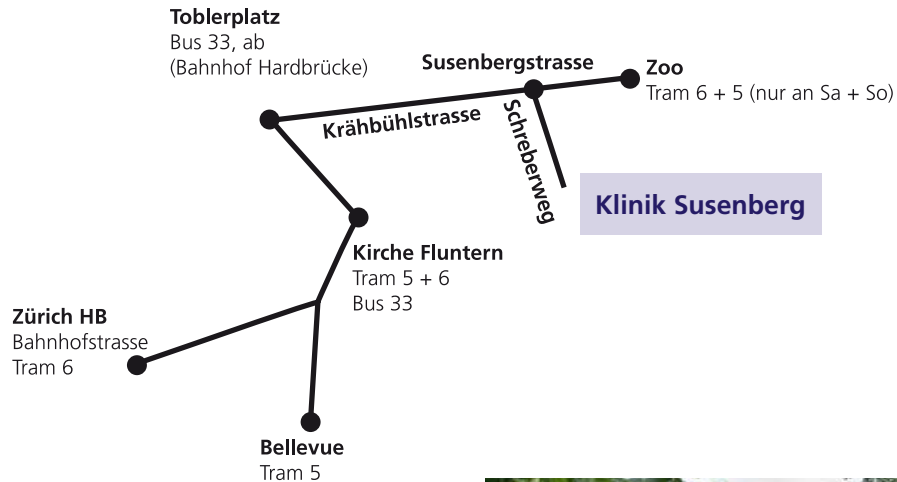 Toblerplatz
Bus 33, ab
(Bahnhof Hardbrücke)
Susenbergstrasse
Zoo
Tram 6 + 5 (nur an Sa + So)
Krähbühlstrasse
Schreberweg
Klinik Susenberg
Kirche Fluntern
Tram 5 + 6
Bus 33
Zürich HB
Bahnhofstrasse
Tram 6
Bellevue
Tram 5